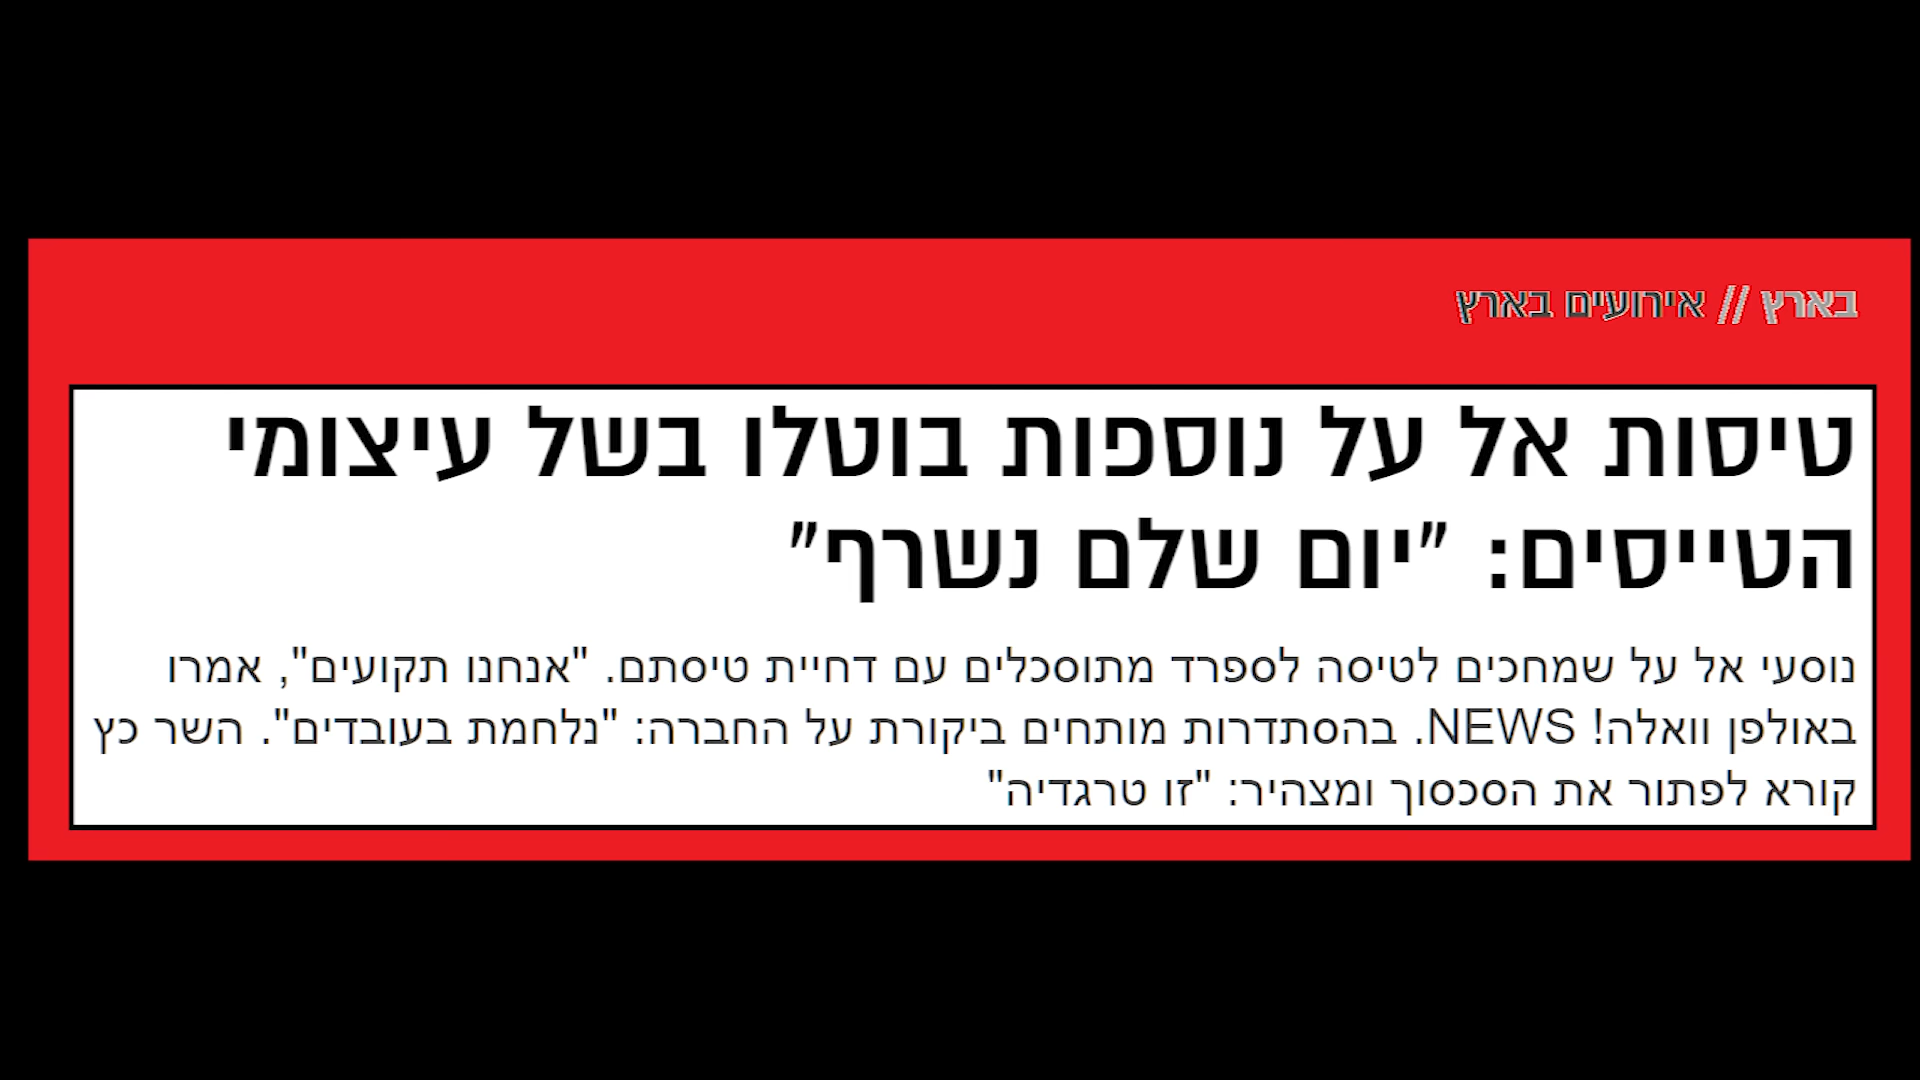 בארץ // אירועים בארץ
טיסות אל על נוספות בוטלו בשל עיצומי
הטייסים: "יום שלם נשרף"
נוסעי אל על שמחכים לטיסה לספרד מתוסכלים עם דחיית טיסתם. "אנחנו תקועים", אמרו
באולפן וואלה! NEWS. בהסתדרות מותחים ביקורת על החברה: "נלחמת בעובדים". השר כץ
קורא לפתור את הסכסוך ומצהיר: "זו טרגדיה"